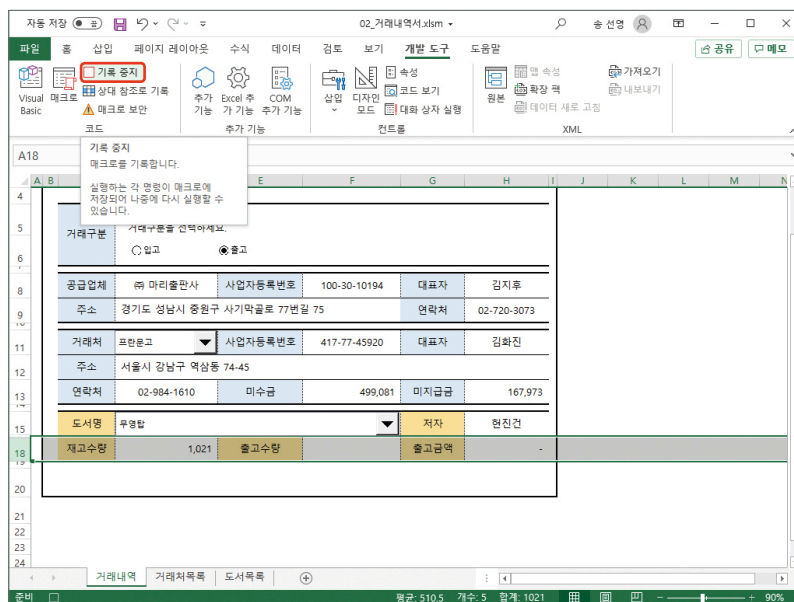 자동 저장 끔 02_거래내역서.xlsm 송 선영
파일 홈 삽입 페이지 레이아웃 수식 데이터 검토 보기 개발 도구 도움말 공유 메모
Visual Basic 매크로 기록 중지 상대 참조로 기록 매크로 보안 코드
추가 기능 Excel 추가 기능 COM 추가 기능 추가 기능
삽입 디자인 모드 속성 코드 보기 대화 상자 실행 컨트롤
원본 맵 속성 확장 팩 데이터 새로 고침 가져오기 내보내기 XML
A18
기록 중지
매크로를 기록합니다.
실행하는 각 명령이 매크로에
저장되어 나중에 다시 실행할 수
있습니다.
A B E F G H I J K L M N
4
5 거래구분 거래구분을 선택하세요.
6 입고 출고
8 공급업체 ㈜ 마리출판사 사업자등록번호 100-30-10194 대표자 김지후
9 주소 경기도 성남시 중원구 사기막골로 77번길 75 연락처 02-720-3073
11 거래처 프란문고 사업자등록번호 417-77-45920 대표자 김화진
12 주소 서울시 강남구 역삼동 74-45
13 연락처 02-984-1610 미수금 499,081 미지급금 167,973
15 도서명 무영탑 저자 현진건
18 재고수량 1,021 출고수량 출고금액 -
19
20
21
22
23
24
거래내역 거래처목록 도서목록
준비 평균: 510.5 개수: 5 합계: 1021 90%